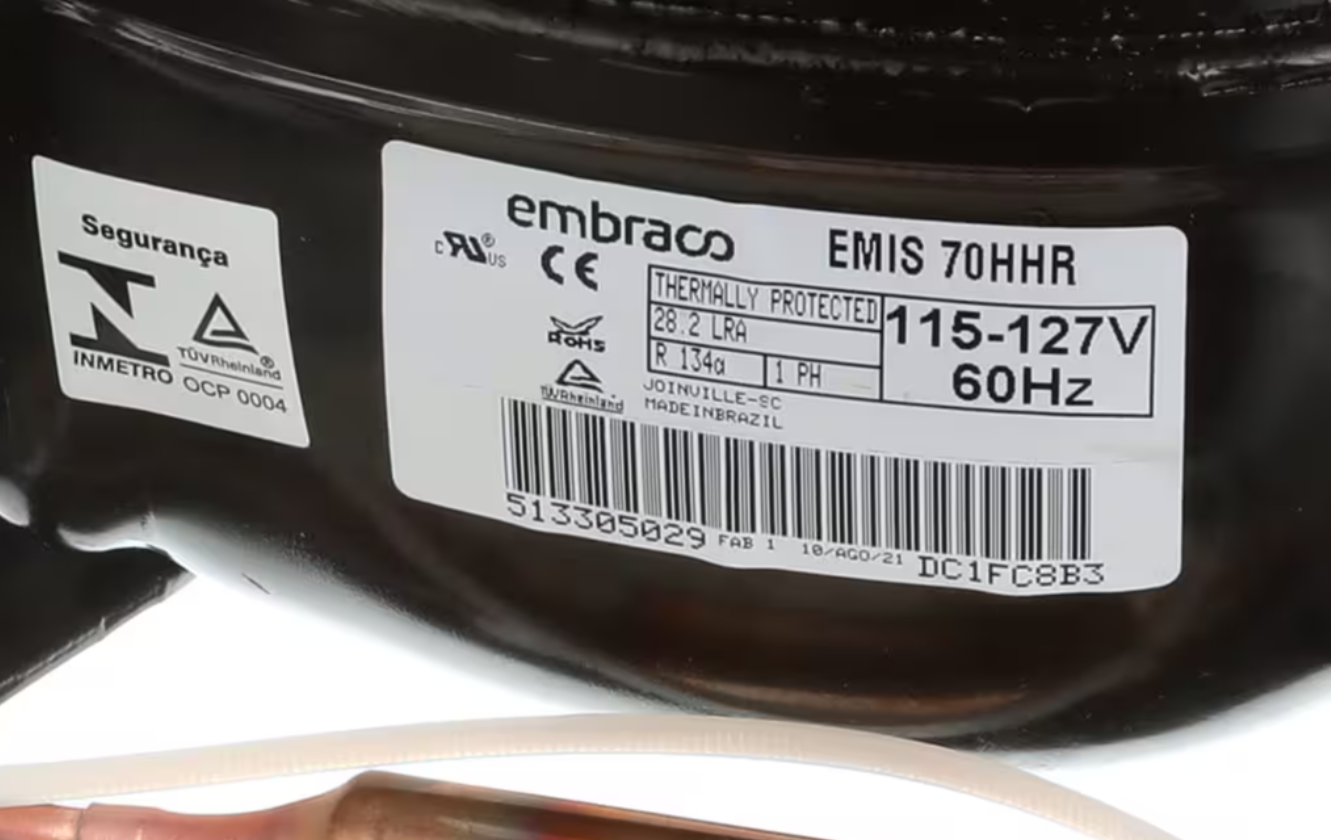 Segurança
INMETRO
TÜVRheinland®
OCP 0004
embraco
EMIS 70HHR
c RU® US
CE
THERMALLY PROTECTED
28.2 LRA
R 134a
1 PH
115-127V
60Hz
RoHS
TÜVRheinland
JOINVILLE-SC
MADEINBRAZIL
513305029 FAB 1 10/AGO/21 DC1FC8B3